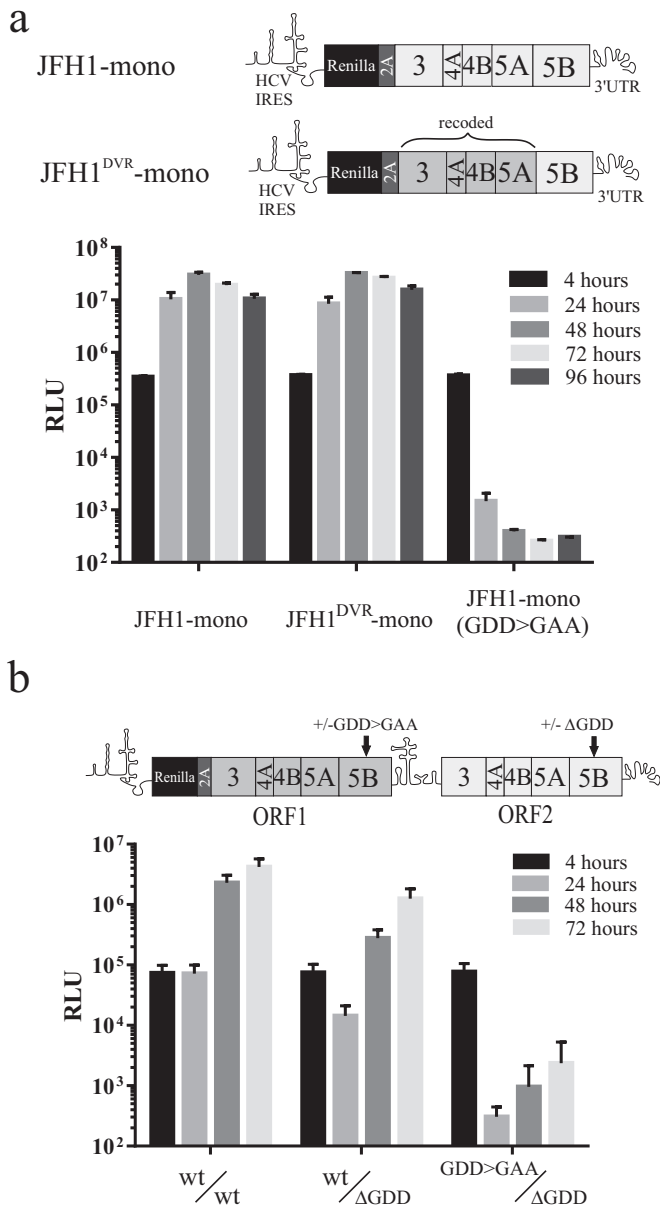 a
JFH1-mono
HCV
IRES
Renilla 2A 3 4A 4B 5A 5B
3'UTR
recoded
JFH1DVR-mono
HCV
IRES
Renilla 2A 3 4A 4B 5A 5B
3'UTR
RLU
10⁸
10⁷
10⁶
10⁵
10⁴
10³
10²
4 hours
24 hours
48 hours
72 hours
96 hours
JFH1-mono
JFH1DVR-mono
JFH1-mono
(GDD>GAA)
b
+/-GDD>GAA
+/- ΔGDD
Renilla 2A 3 4A 4B 5A 5B
3 4A 4B 5A 5B
ORF1
ORF2
RLU
10⁷
10⁶
10⁵
10⁴
10³
10²
4 hours
24 hours
48 hours
72 hours
wt/wt
wt/ΔGDD
GDD>GAA/ΔGDD